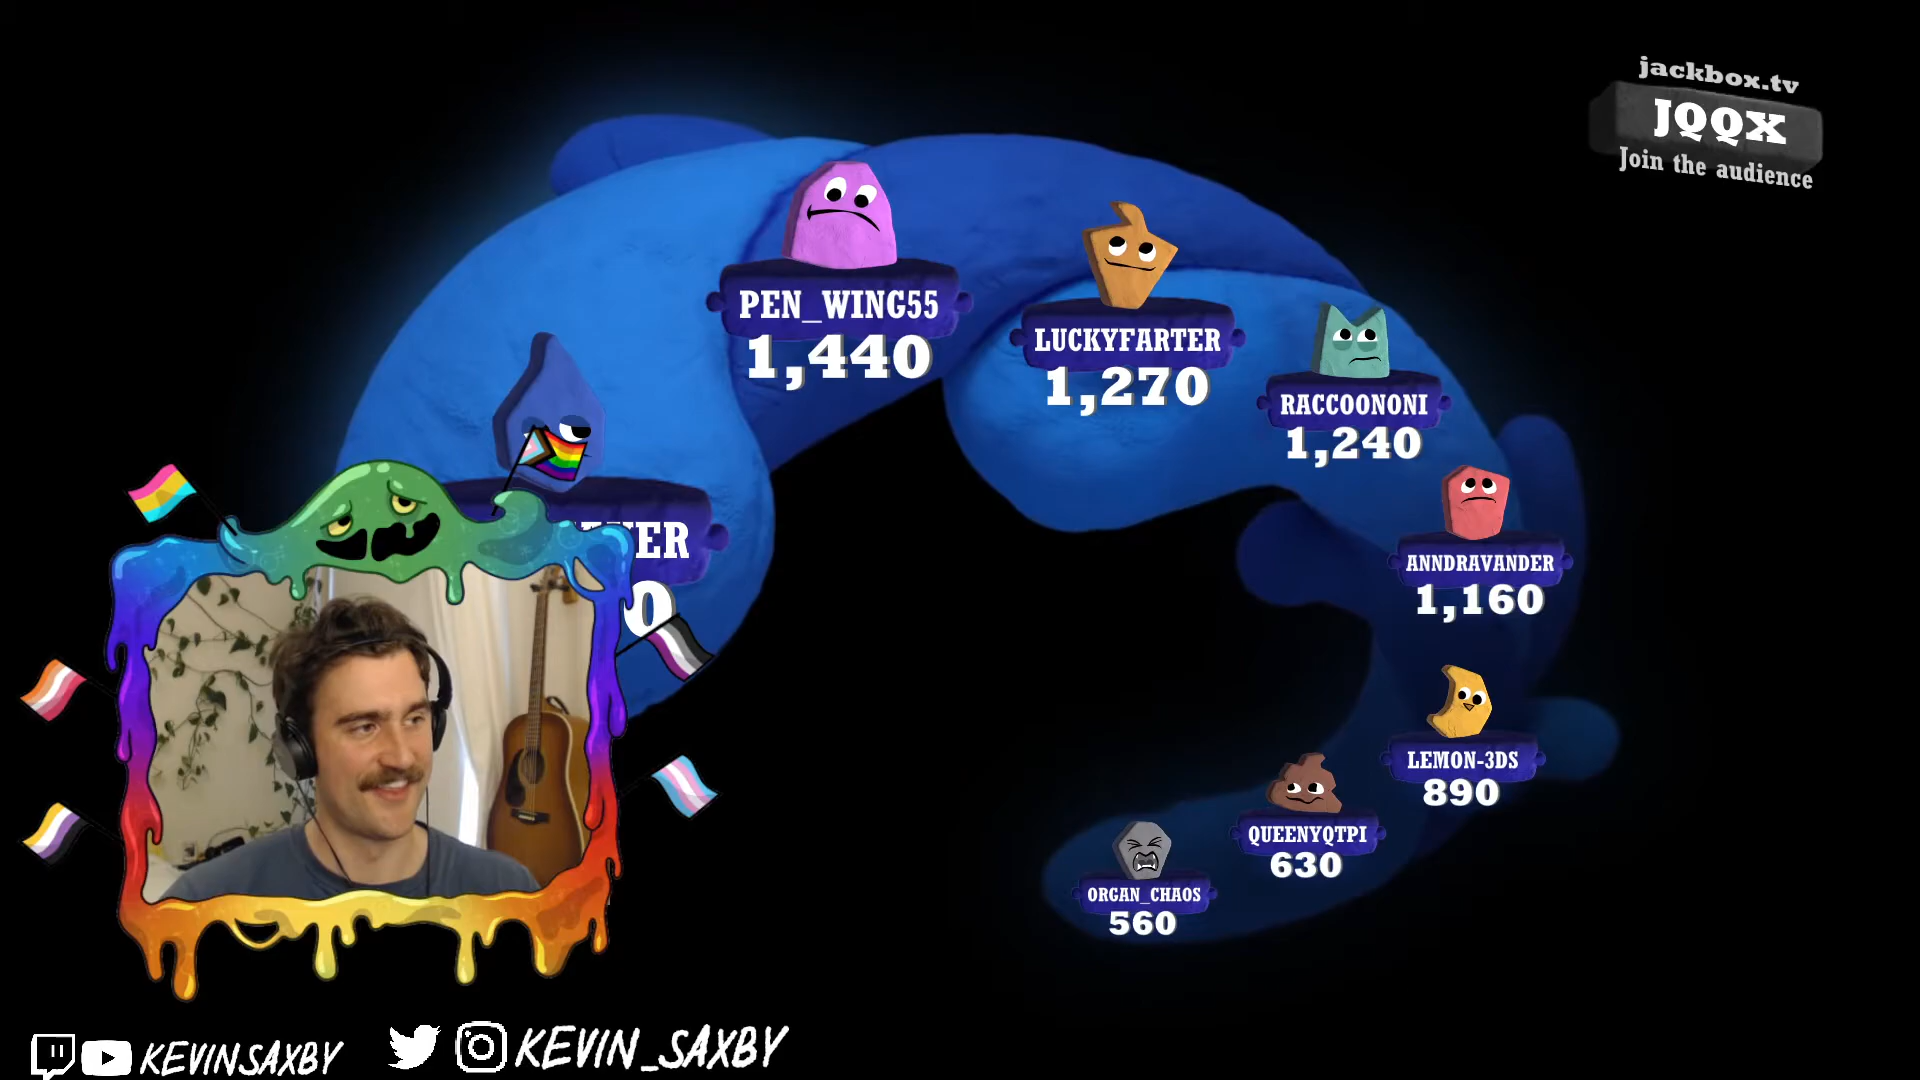 jackbox.tv
JQQX
Join the audience
PEN_WING55
1,440
LUCKYFARTER
1,270
RACCOONONI
1,240
ANNDRAVANDER
1,160
LEMON-3DS
890
QUEENYQTPI
630
ORGAN_CHAOS
560
KEVINSAXBY
KEVIN_SAXBY